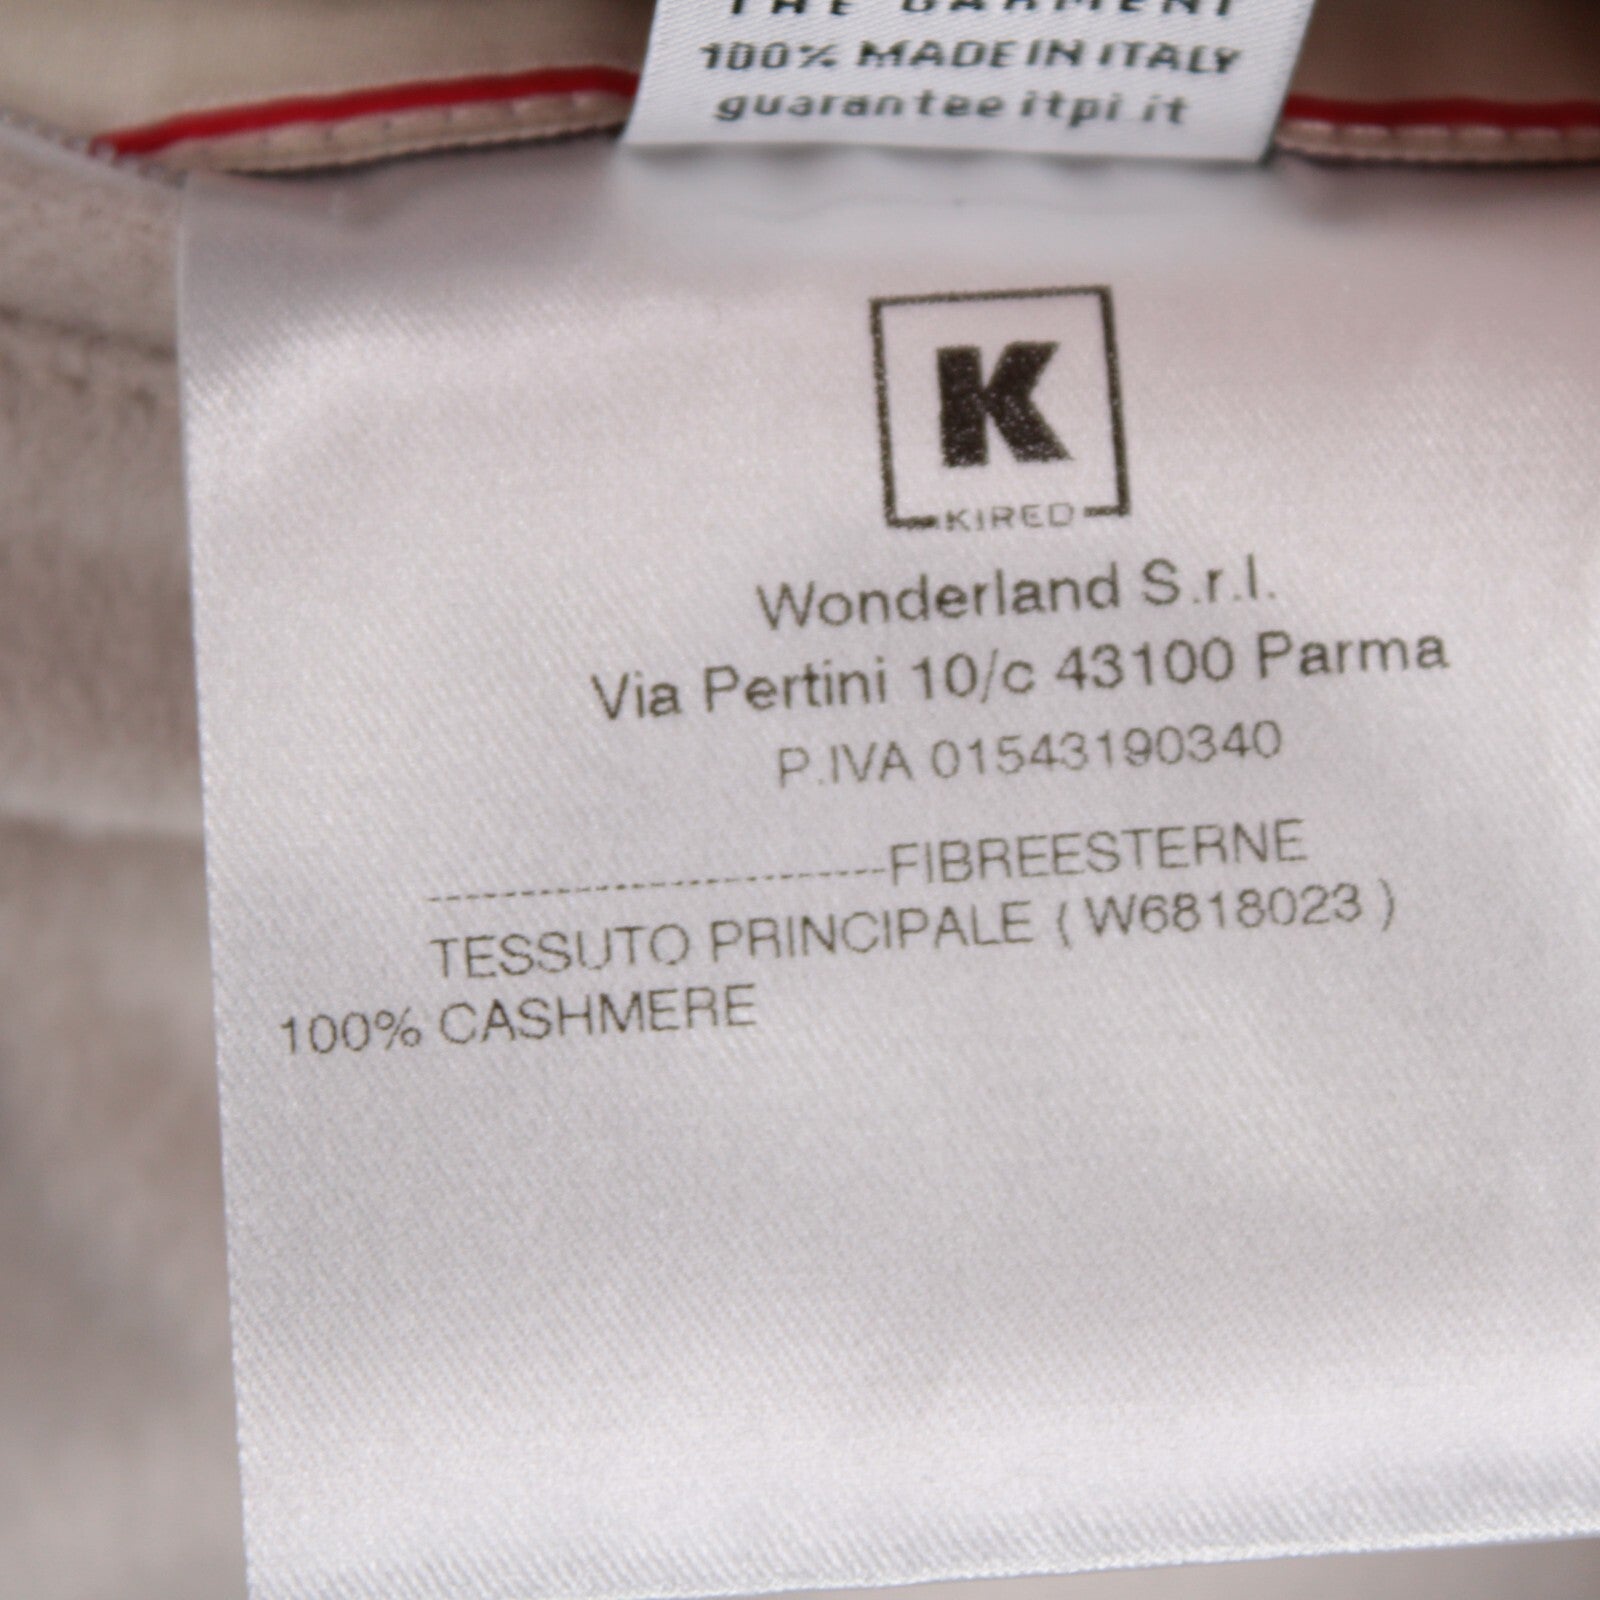 THE GARMENT
100% MADE IN ITALY
guarantee itpi.it
K
KIRED
Wonderland S.r.l.
Via Pertini 10/c 43100 Parma
P.IVA 01543190340
------------------------FIBREESTERNE
TESSUTO PRINCIPALE ( W6818023 )
100% CASHMERE